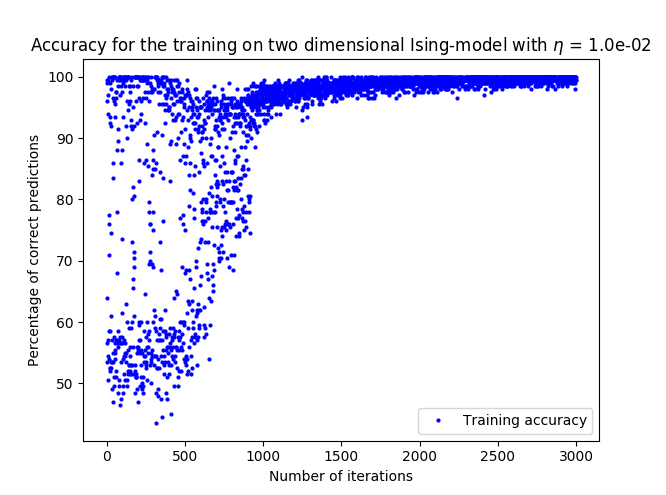 Accuracy for the training on two dimensional Ising-model with η = 1.0e-02
100
90
80
70
60
50
Percentage of correct predictions
Training accuracy
0 500 1000 1500 2000 2500 3000
Number of iterations